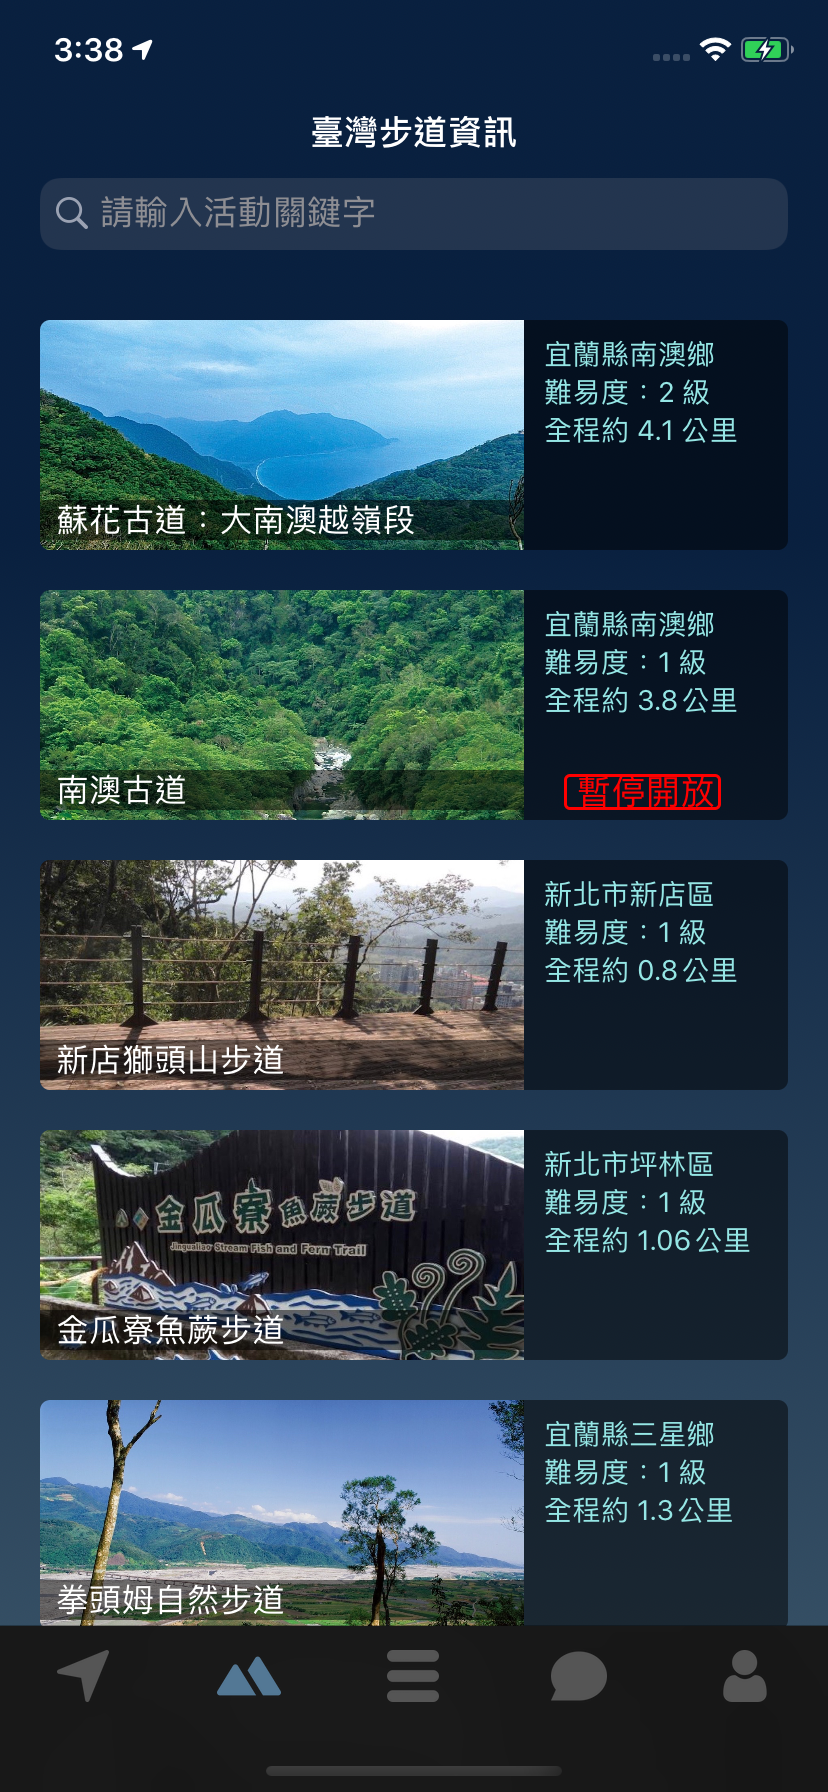 3:38
臺灣步道資訊
請輸入活動關鍵字
宜蘭縣南澳鄉
難易度：2 級
全程約 4.1 公里
蘇花古道：大南澳越嶺段
宜蘭縣南澳鄉
難易度：1 級
全程約 3.8 公里
南澳古道
暫停開放
新北市新店區
難易度：1 級
全程約 0.8 公里
新店獅頭山步道
新北市坪林區
難易度：1 級
全程約 1.06 公里
金瓜寮魚蕨步道
Jingualiao Stream Fish and Fern Trail
金瓜寮魚蕨步道
宜蘭縣三星鄉
難易度：1 級
全程約 1.3 公里
拳頭姆自然步道